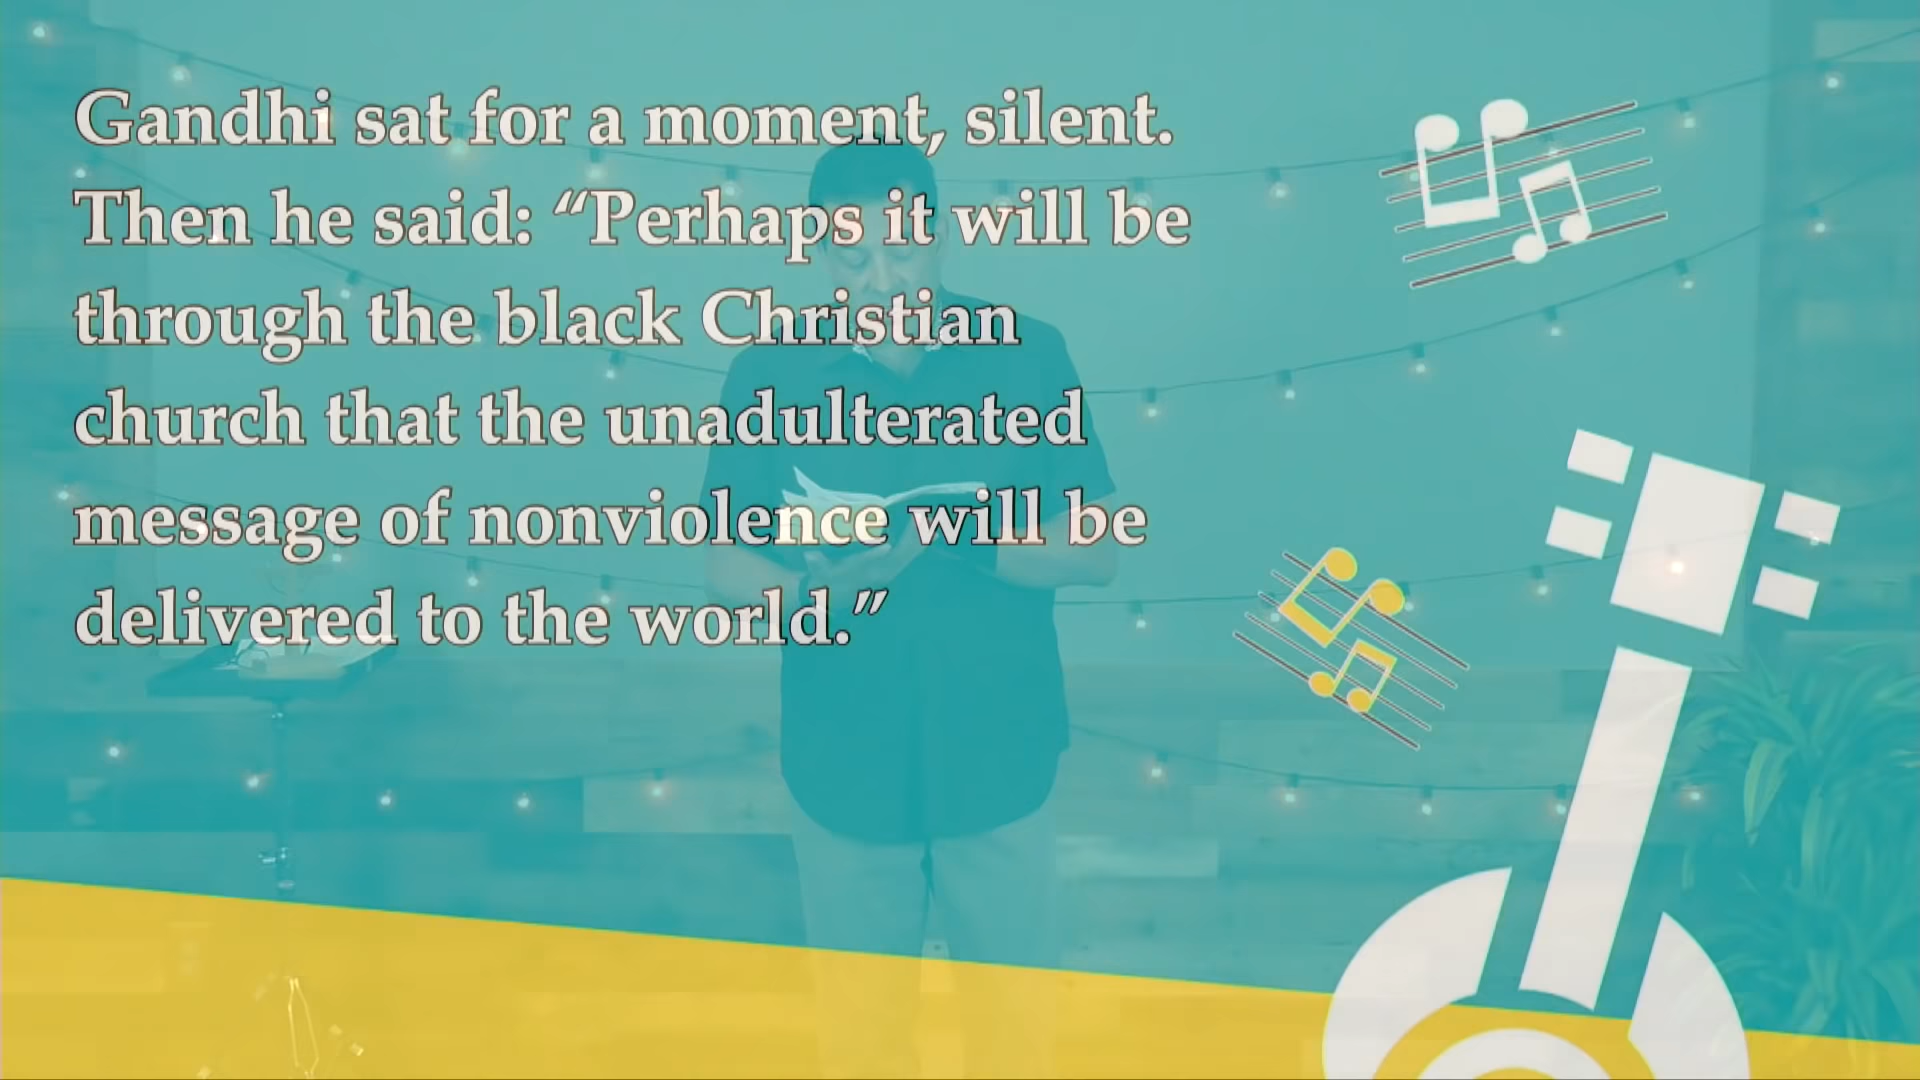 Gandhi sat for a moment, silent.
Then he said: “Perhaps it will be
through the black Christian
church that the unadulterated
message of nonviolence will be
delivered to the world.”